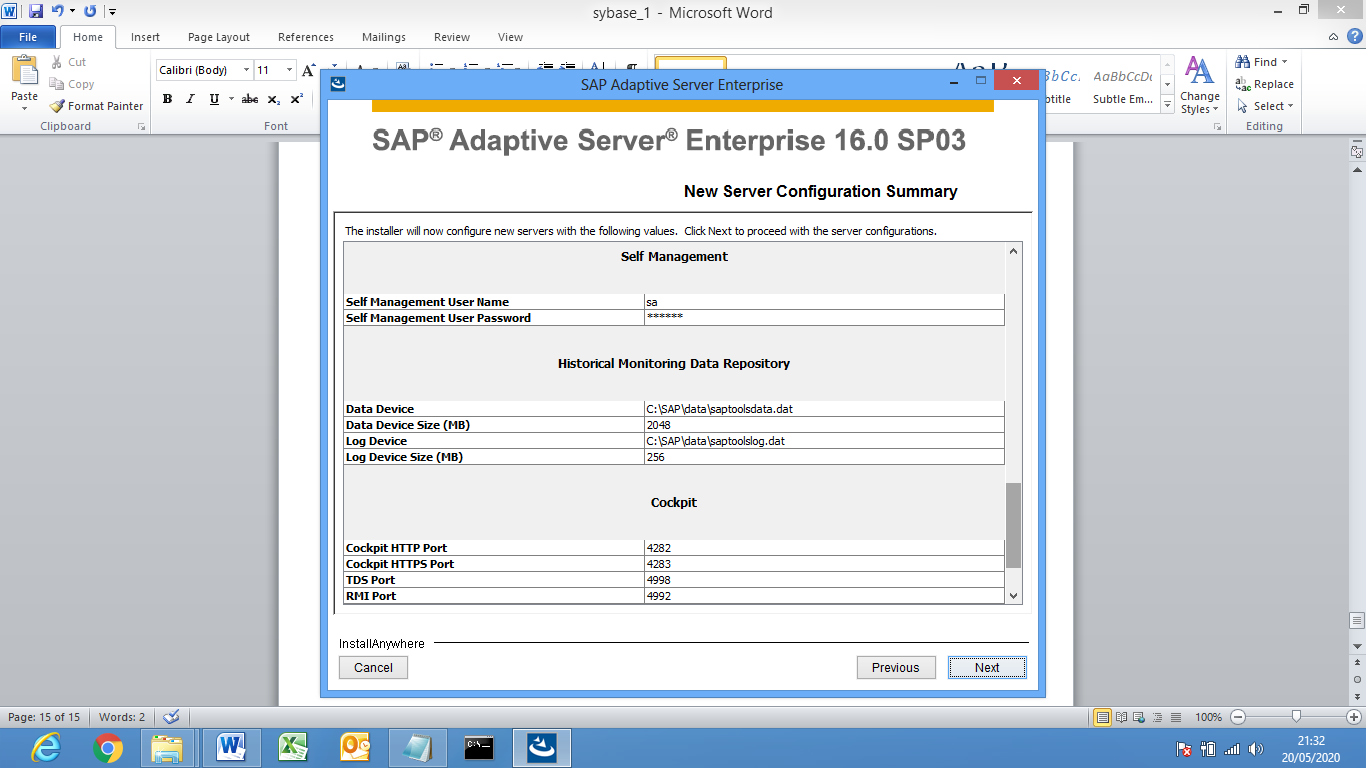 sybase_1 - Microsoft Word
File Home Insert Page Layout References Mailings Review View
Paste
Cut
Copy
Format Painter
Clipboard
Calibri (Body) 11
B I U abc x₂ x²
Font
AaBbCcDc
Subtle Em...
Change Styles
Find
Replace
Select
Editing
SAP Adaptive Server Enterprise
SAP® Adaptive Server® Enterprise 16.0 SP03
New Server Configuration Summary
The installer will now configure new servers with the following values. Click Next to proceed with the server configurations.
Self Management
Self Management User Name sa
Self Management User Password ******
Historical Monitoring Data Repository
Data Device C:\SAP\data\saptoolsdata.dat
Data Device Size (MB) 2048
Log Device C:\SAP\data\saptoolslog.dat
Log Device Size (MB) 256
Cockpit
Cockpit HTTP Port 4282
Cockpit HTTPS Port 4283
TDS Port 4998
RMI Port 4992
InstallAnywhere
Cancel Previous Next
Page: 15 of 15 Words: 2 100%
21:32
20/05/2020